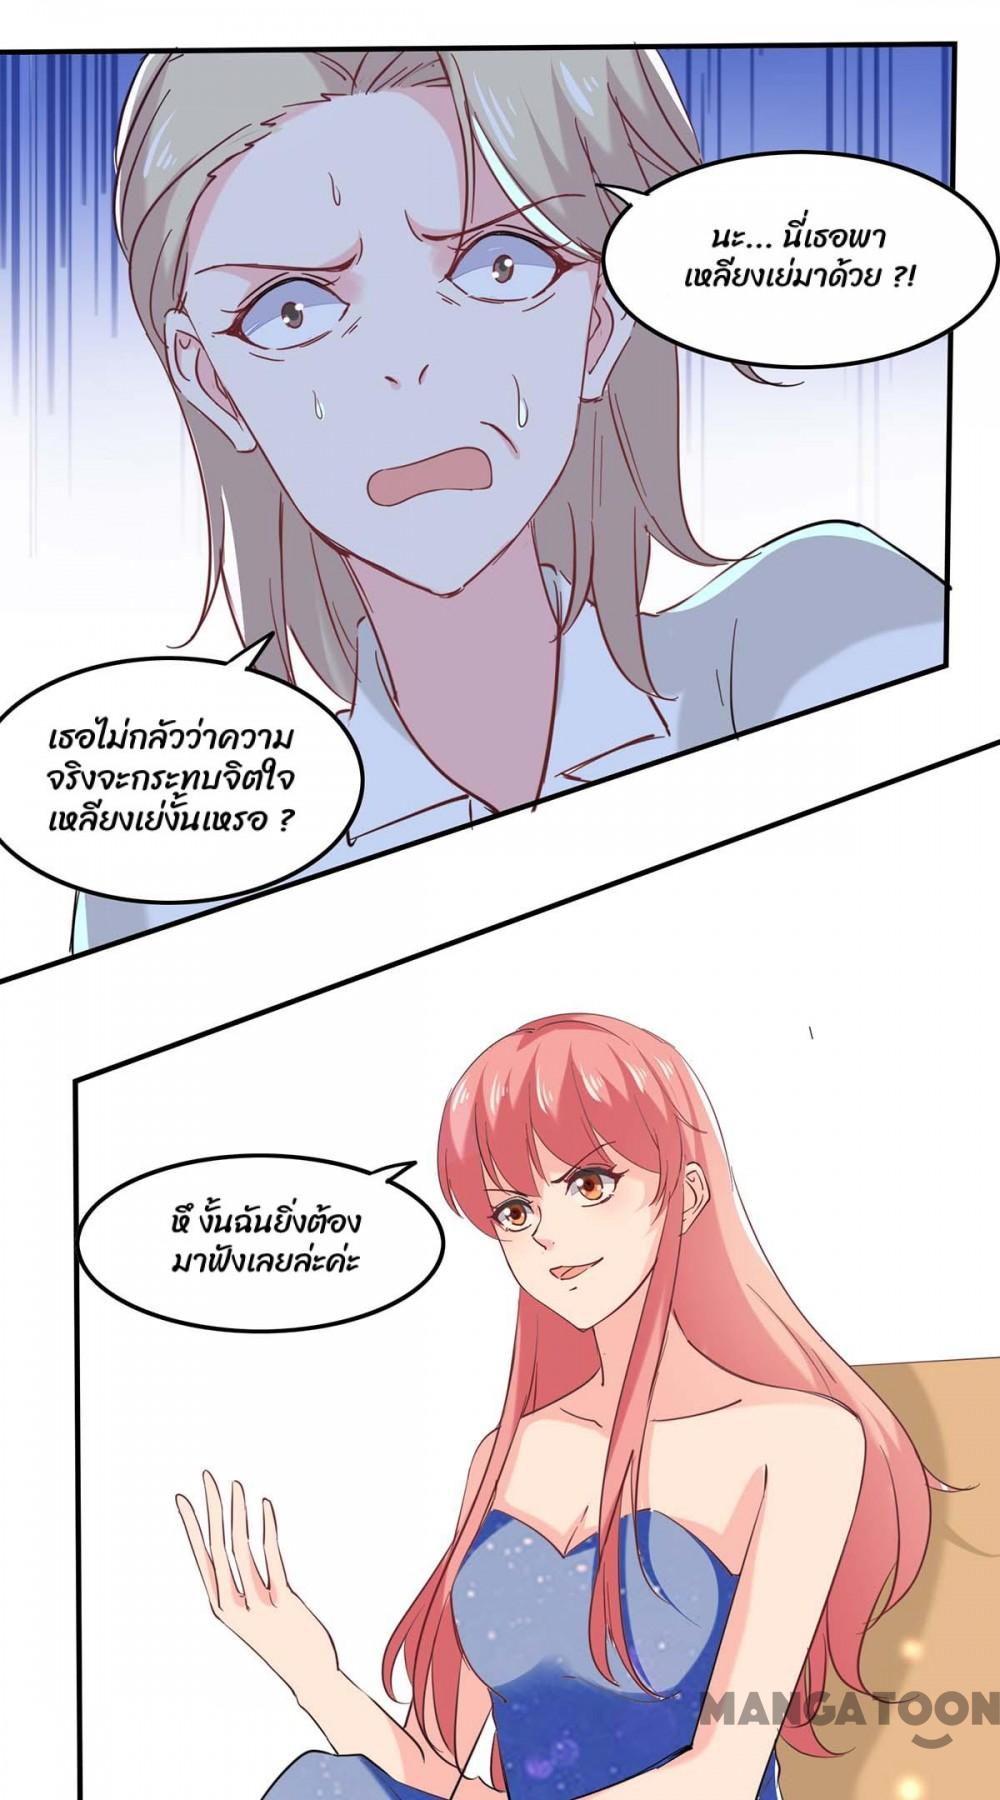 นะ... นี่เธอพา
เหลียงเย่มาด้วย ?!
เธอไม่กลัวว่าความ
จริงจะกระทบจิตใจ
เหลียงเย่งั้นเหรอ ?
หึ งั้นฉันยิ่งต้อง
มาฟังเลยล่ะค่ะ
MANGATOON